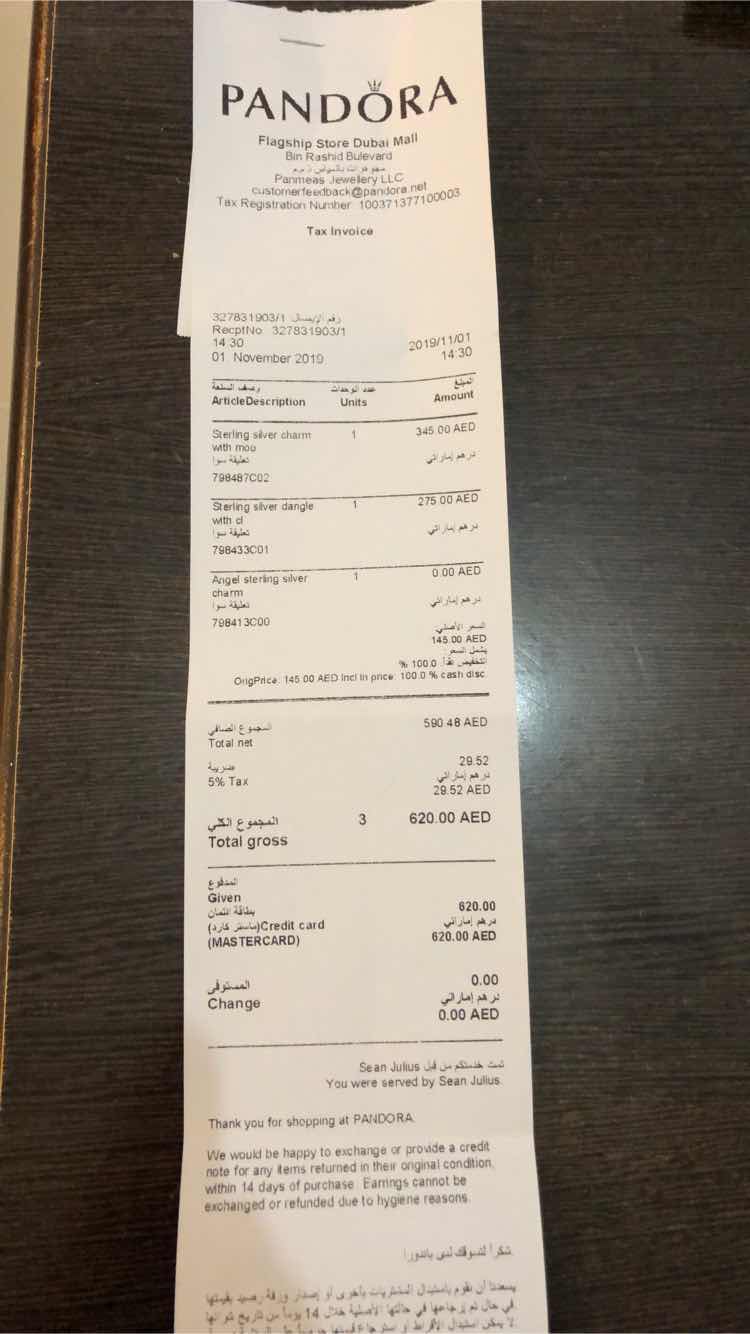 PANDORA
Flagship Store Dubai Mall
Bin Rashid Bulevard
مجوهرات بانمياس ذ.م.م
Panmeas Jewellery LLC
customerfeedback@pandora.net
Tax Registration Number 100371377100003
Tax Invoice
327831903/1 رقم الإيصال
RecptNo 327831903/1
14:30 2019/11/01
01 November 2019 14:30
وصف السلعة عدد الوحدات المبلغ
ArticleDescription Units Amount
Sterling silver charm 1 345.00 AED
with moo
تعليقة سوا درهم إماراتي
798487C02
Sterling silver dangle 1 275.00 AED
with cl
تعليقة سوا درهم إماراتي
798433C01
Angel sterling silver 1 0.00 AED
charm
تعليقة سوا درهم إماراتي
798413C00
السعر الأصلي:
145.00 AED
يشمل السعر:
% 100.0 التخفيض نقداً
OrigPrice: 145.00 AED Incl in price: 100.0 % cash disc.
المجموع الصافي 590.48 AED
Total net
ضريبة 29.52
5% Tax درهم إماراتي
29.52 AED
المجموع الكلي 3 620.00 AED
Total gross
المدفوع
Given
بطاقة ائتمان 620.00
(ماستر كارد)Credit card درهم إماراتي
(MASTERCARD) 620.00 AED
المستوفى 0.00
Change درهم إماراتي
0.00 AED
تمت خدمتكم من قبل Sean Julius
You were served by Sean Julius.
Thank you for shopping at PANDORA.
We would be happy to exchange or provide a credit
note for any items returned in their original condition,
within 14 days of purchase. Earrings cannot be
exchanged or refunded due to hygiene reasons.
شكراً لتسوقك لدى باندورا.
يسعدنا أن نقوم باستبدال المشتريات بأخرى أو إصدار ورقة رصيد بقيمتها
في حال تم إرجاعها في حالتها الأصلية خلال 14 يوماً من تاريخ شرائها
لا يمكن استبدال الأقراط أو استرجاع قيمتها